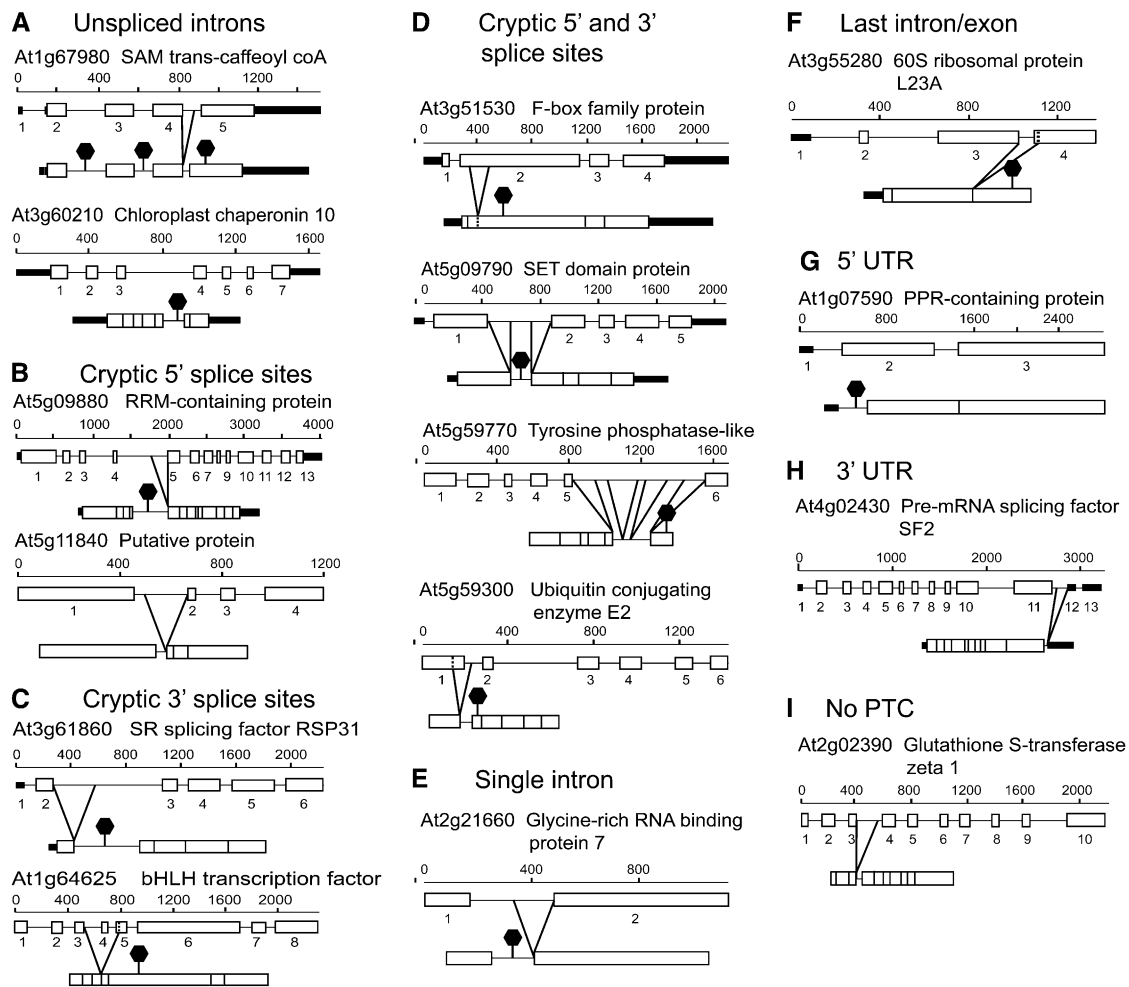 A Unspliced introns
At1g67980 SAM trans-caffeoyl coA
0 400 800 1200
1 2 3 4 5
At3g60210 Chloroplast chaperonin 10
0 400 800 1200 1600
1 2 3 4 5 6 7
B Cryptic 5’ splice sites
At5g09880 RRM-containing protein
0 1000 2000 3000 4000
1 2 3 4 5 6 7 8 9 10 11 12 13
At5g11840 Putative protein
0 400 800 1200
1 2 3 4
C Cryptic 3’ splice sites
At3g61860 SR splicing factor RSP31
0 400 800 1200 1600 2000
1 2 3 4 5 6
At1g64625 bHLH transcription factor
0 400 800 1200 1600 2000
1 2 3 4 5 6 7 8
D Cryptic 5’ and 3’
splice sites
At3g51530 F-box family protein
0 400 800 1200 1600 2000
1 2 3 4
At5g09790 SET domain protein
0 400 800 1200 1600 2000
1 2 3 4 5
At5g59770 Tyrosine phosphatase-like
0 400 800 1200 1600
1 2 3 4 5 6
At5g59300 Ubiquitin conjugating
enzyme E2
0 400 800 1200
1 2 3 4 5 6
E Single intron
At2g21660 Glycine-rich RNA binding
protein 7
0 400 800
1 2
F Last intron/exon
At3g55280 60S ribosomal protein
L23A
0 400 800 1200
1 2 3 4
G 5’ UTR
At1g07590 PPR-containing protein
0 800 1600 2400
1 2 3
H 3’ UTR
At4g02430 Pre-mRNA splicing factor
SF2
0 1000 2000 3000
1 2 3 4 5 6 7 8 9 10 11 12 13
I No PTC
At2g02390 Glutathione S-transferase
zeta 1
0 400 800 1200 1600 2000
1 2 3 4 5 6 7 8 9 10